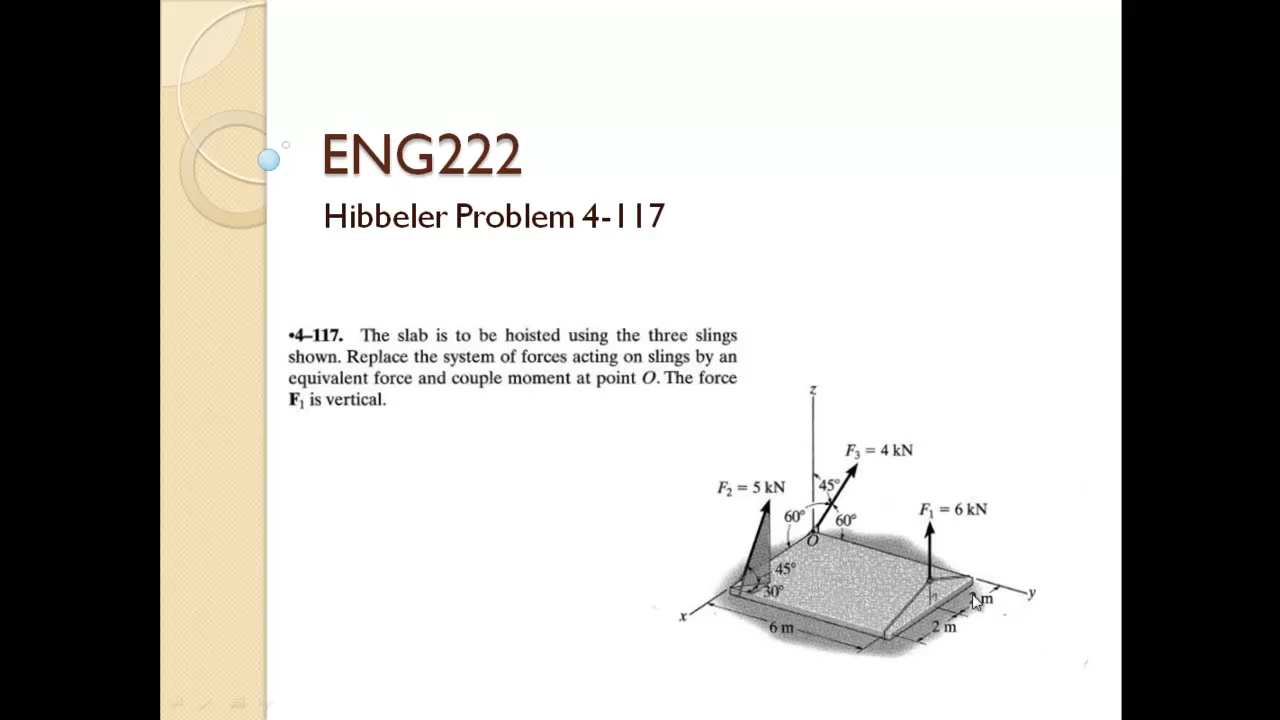 ENG222
Hibbeler Problem 4-117
•4–117. The slab is to be hoisted using the three slings
shown. Replace the system of forces acting on slings by an
equivalent force and couple moment at point O. The force
F₁ is vertical.
z
F₃ = 4 kN
F₂ = 5 kN
45°
60°
60°
F₁ = 6 kN
O
45°
30°
x
6 m
2 m
m
y